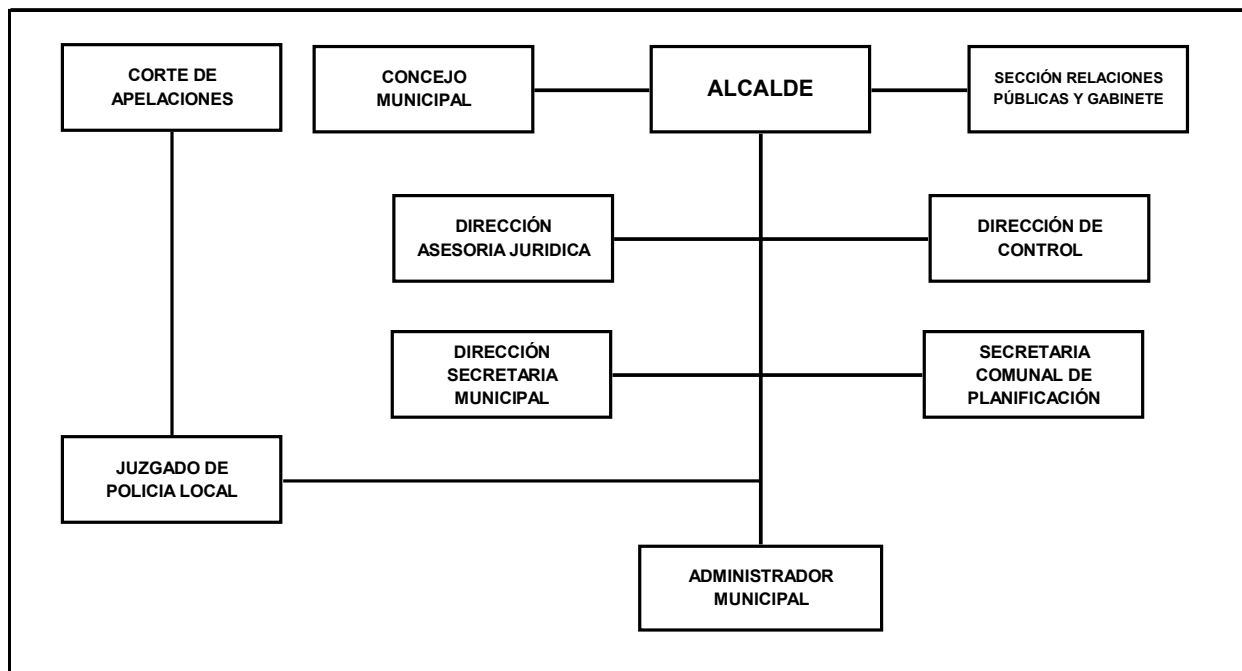 CORTE DE
APELACIONES
CONCEJO
MUNICIPAL
ALCALDE
SECCIÓN RELACIONES
PÚBLICAS Y GABINETE
DIRECCIÓN
ASESORIA JURIDICA
DIRECCIÓN DE
CONTROL
DIRECCIÓN
SECRETARIA
MUNICIPAL
SECRETARIA
COMUNAL DE
PLANIFICACIÓN
JUZGADO DE
POLICIA LOCAL
ADMINISTRADOR
MUNICIPAL